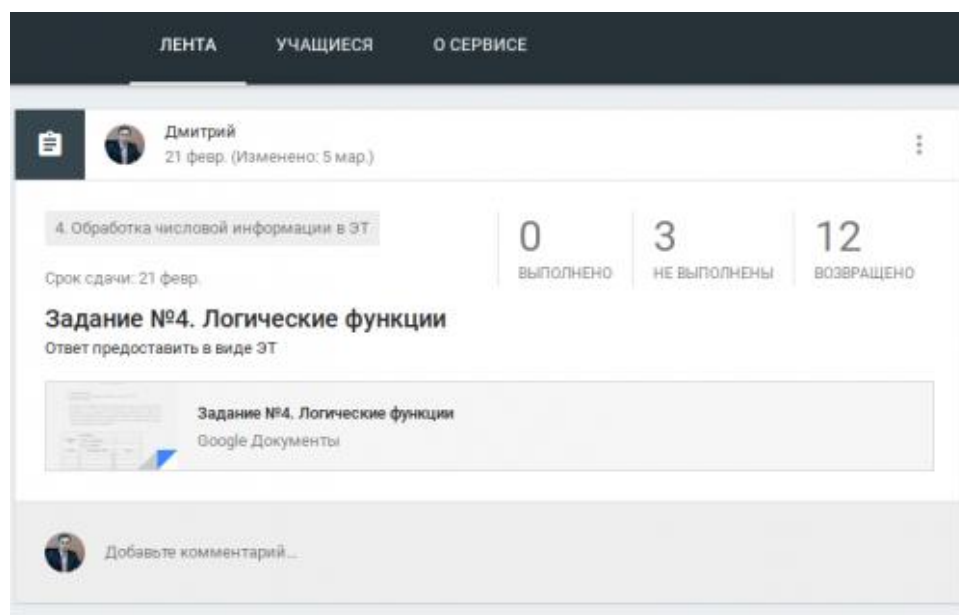 ЛЕНТА УЧАЩИЕСЯ О СЕРВИСЕ
Дмитрий
21 февр. (Изменено: 5 мар.)
4. Обработка числовой информации в ЭТ
0 3 12
ВЫПОЛНЕНО НЕ ВЫПОЛНЕНЫ ВОЗВРАЩЕНО
Срок сдачи: 21 февр.
Задание №4. Логические функции
Ответ предоставить в виде ЭТ
Задание №4. Логические функции
Google Документы
Добавьте комментарий...